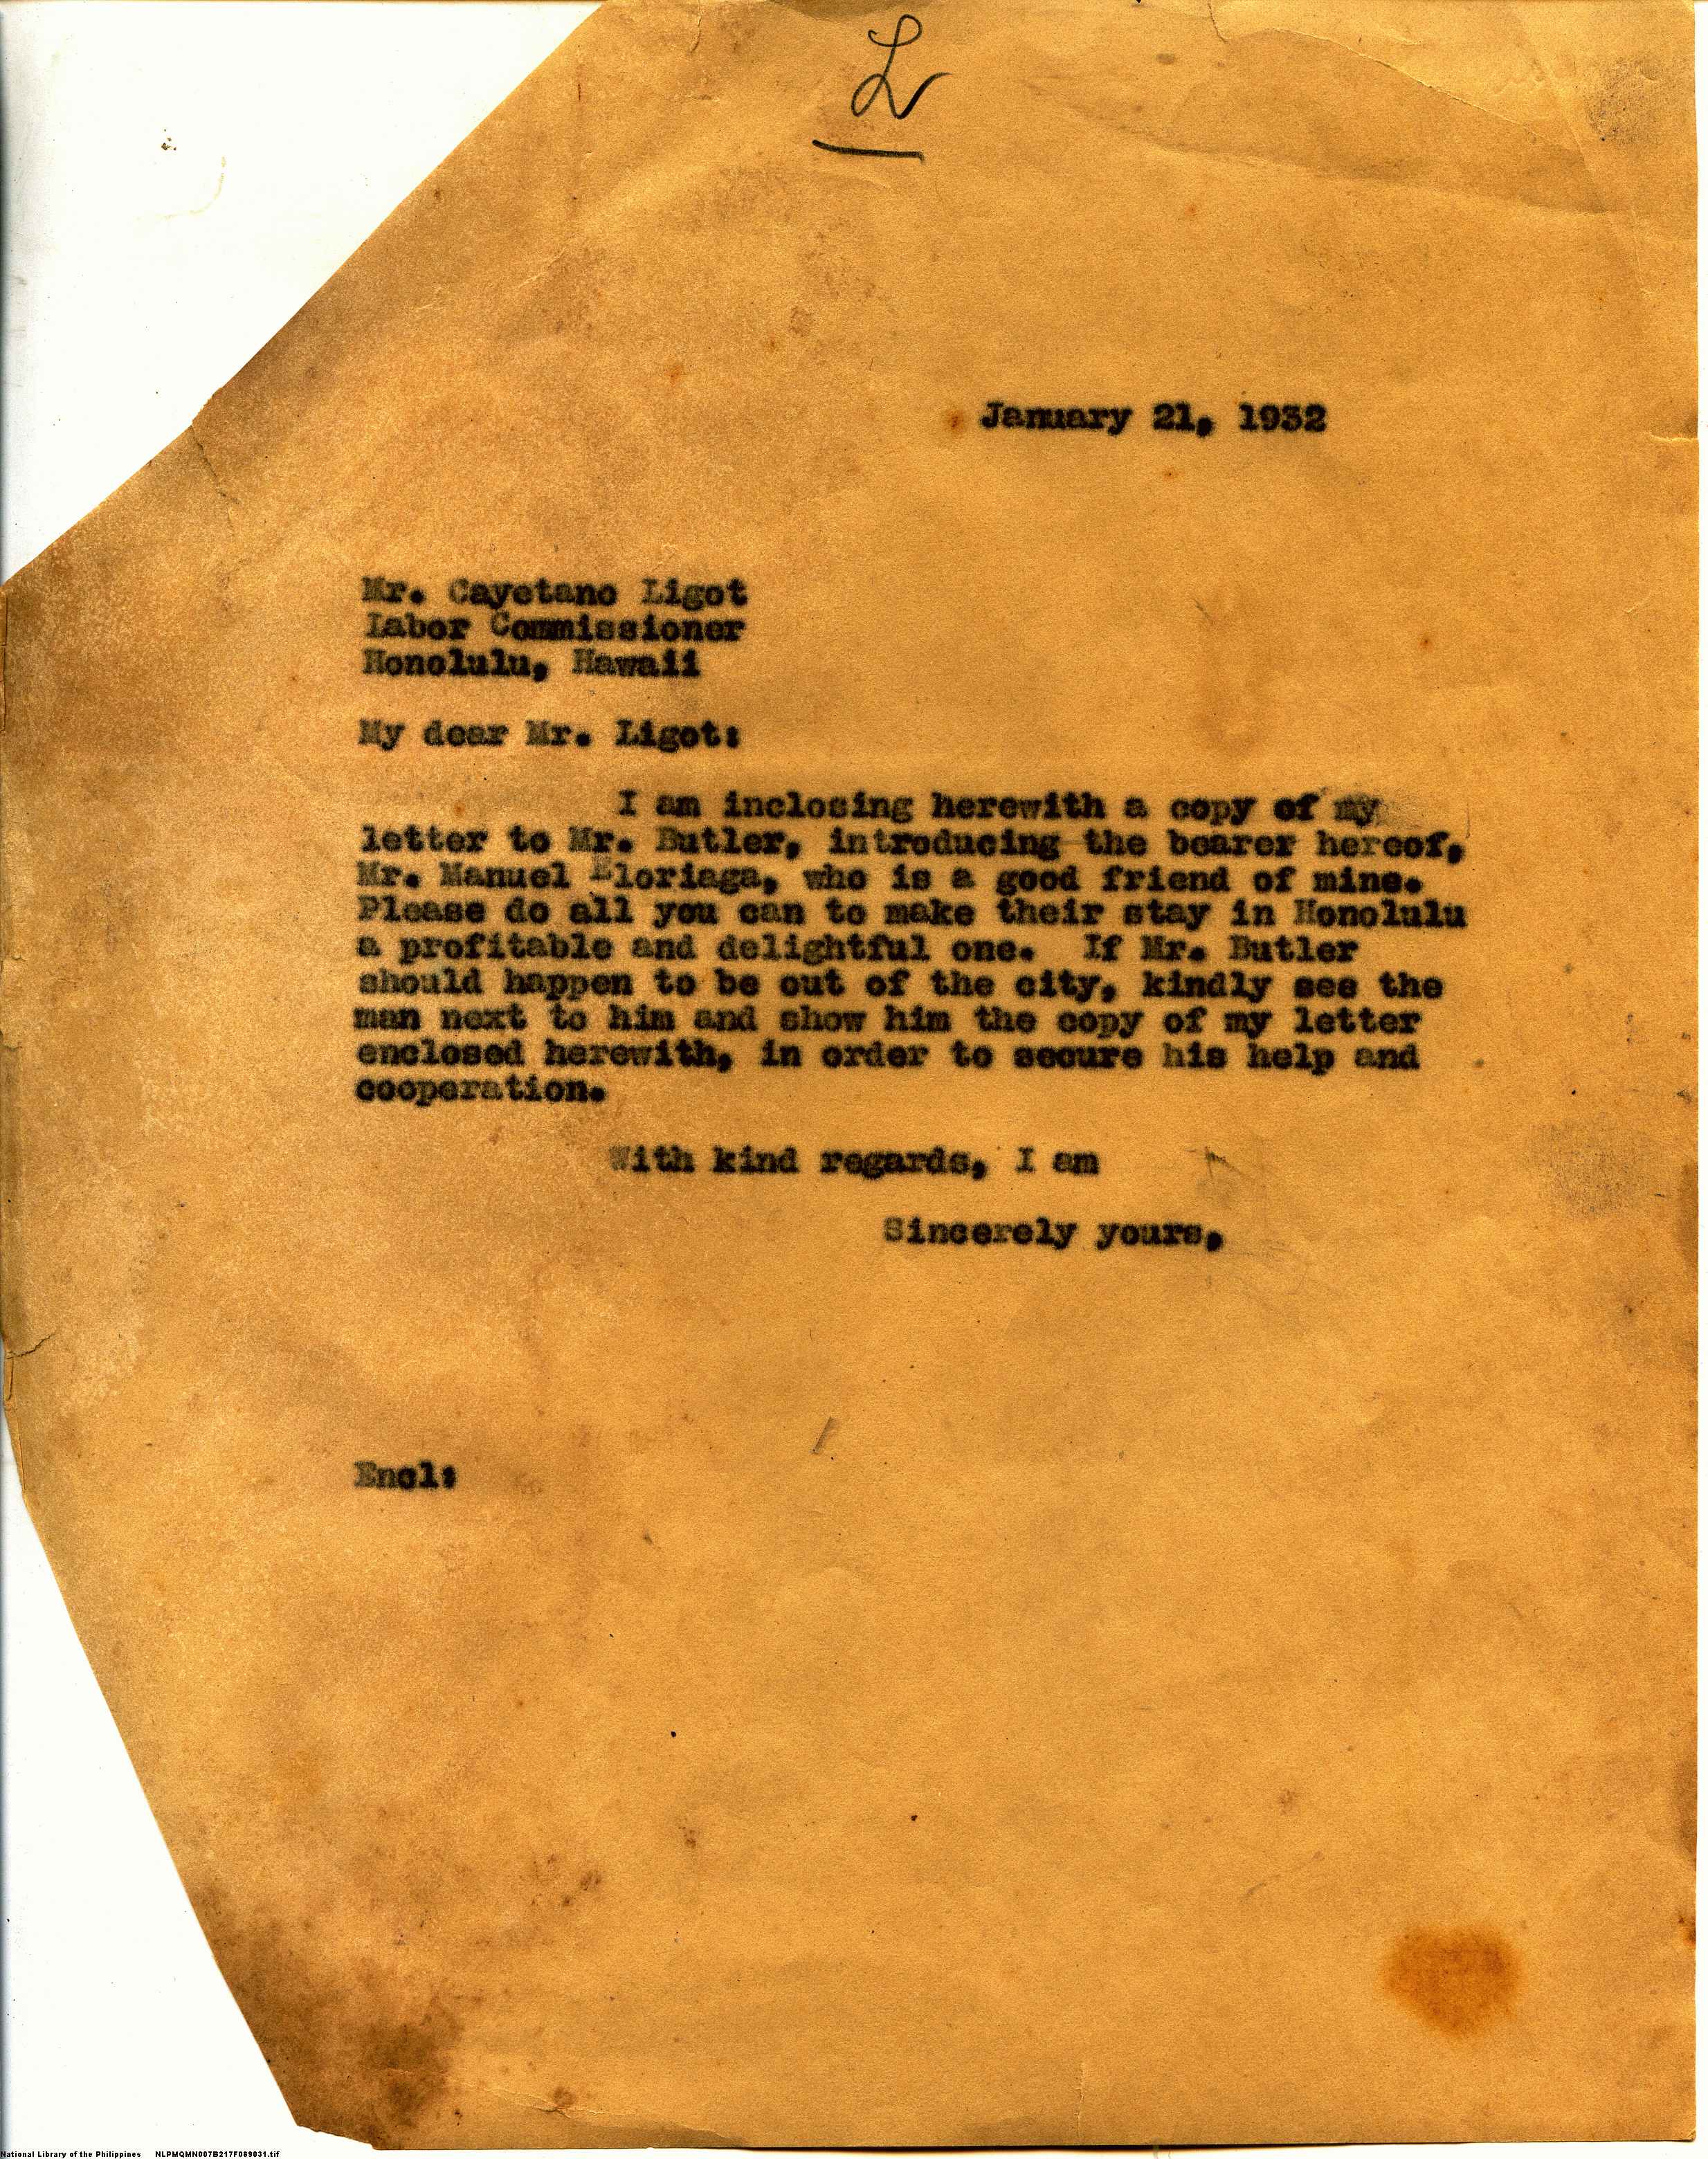 L
January 21, 1932
Mr. Cayetano Ligot
Labor Commissioner
Honolulu, Hawaii
My dear Mr. Ligot:
I am inclosing herewith a copy of my
letter to Mr. Butler, introducing the bearer hereof,
Mr. Manuel Eloriaga, who is a good friend of mine.
Please do all you can to make their stay in Honolulu
a profitable and delightful one. If Mr. Butler
should happen to be out of the city, kindly see the
man next to him and show him the copy of my letter
enclosed herewith, in order to secure his help and
cooperation.
With kind regards, I am
Sincerely yours,
Encl:
National Library of the Philippines NLPMQMN007B217F089031.tif